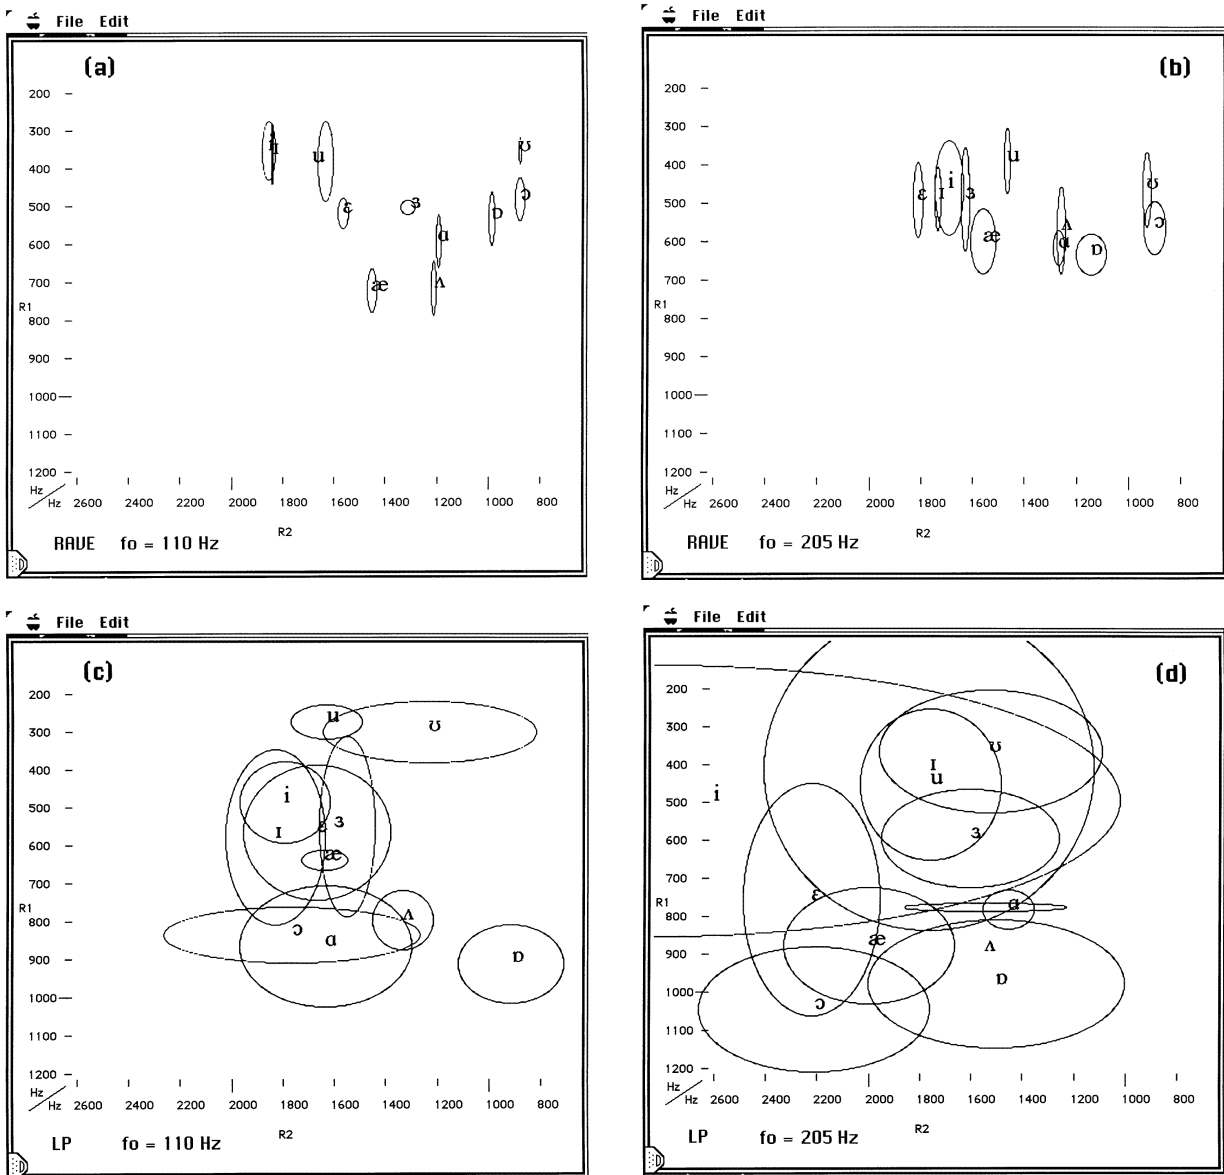 File Edit
(a)
200
300
i
ɪ
u
ʊ
400
ɔ
500
ɛ
ɜ
ɒ
600
ɑ
700
æ
ʌ
R1
800
900
1000
1100
1200
Hz
Hz 2600 2400 2000 1800 1600 1400 1200 1000 800
R2
RAVE fo = 110 Hz
File Edit
(b)
200
300
u
400
ɛ
ɪ
i
ɜ
ʊ
500
ʌ
ɔ
600
æ
ɑ
ɒ
700
R1
800
900
1000
1100
1200
Hz
Hz 2600 2400 2000 1800 1600 1400 1200 1000 800
R2
RAVE fo = 205 Hz
File Edit
(c)
200
u
ʊ
300
400
i
500
ɪ
ɛ
ɜ
600
æ
700
R1
800
ʌ
ɔ
ɑ
900
ɒ
1000
1100
1200
Hz
Hz 2600 2400 2000 1800 1600 1400 1200 1000 800
R2
LP fo = 110 Hz
File Edit
(d)
200
300
ʊ
400
ɪ
u
i
500
600
ɜ
700
ɛ
R1
800
ɑ
æ
ʌ
900
ɒ
1000
ɔ
1100
1200
Hz
Hz 2600 2400 2000 1800 1600 1400 1200 1000 800
R2
LP fo = 205 Hz